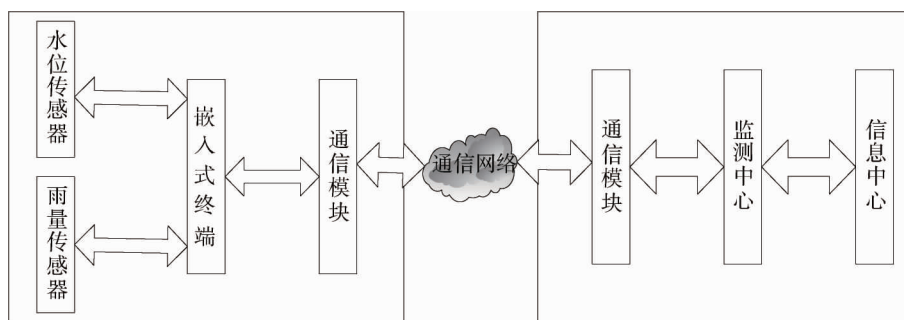 水位传感器
雨量传感器
嵌入式终端
通信模块
通信网络
通信模块
监测中心
信息中心